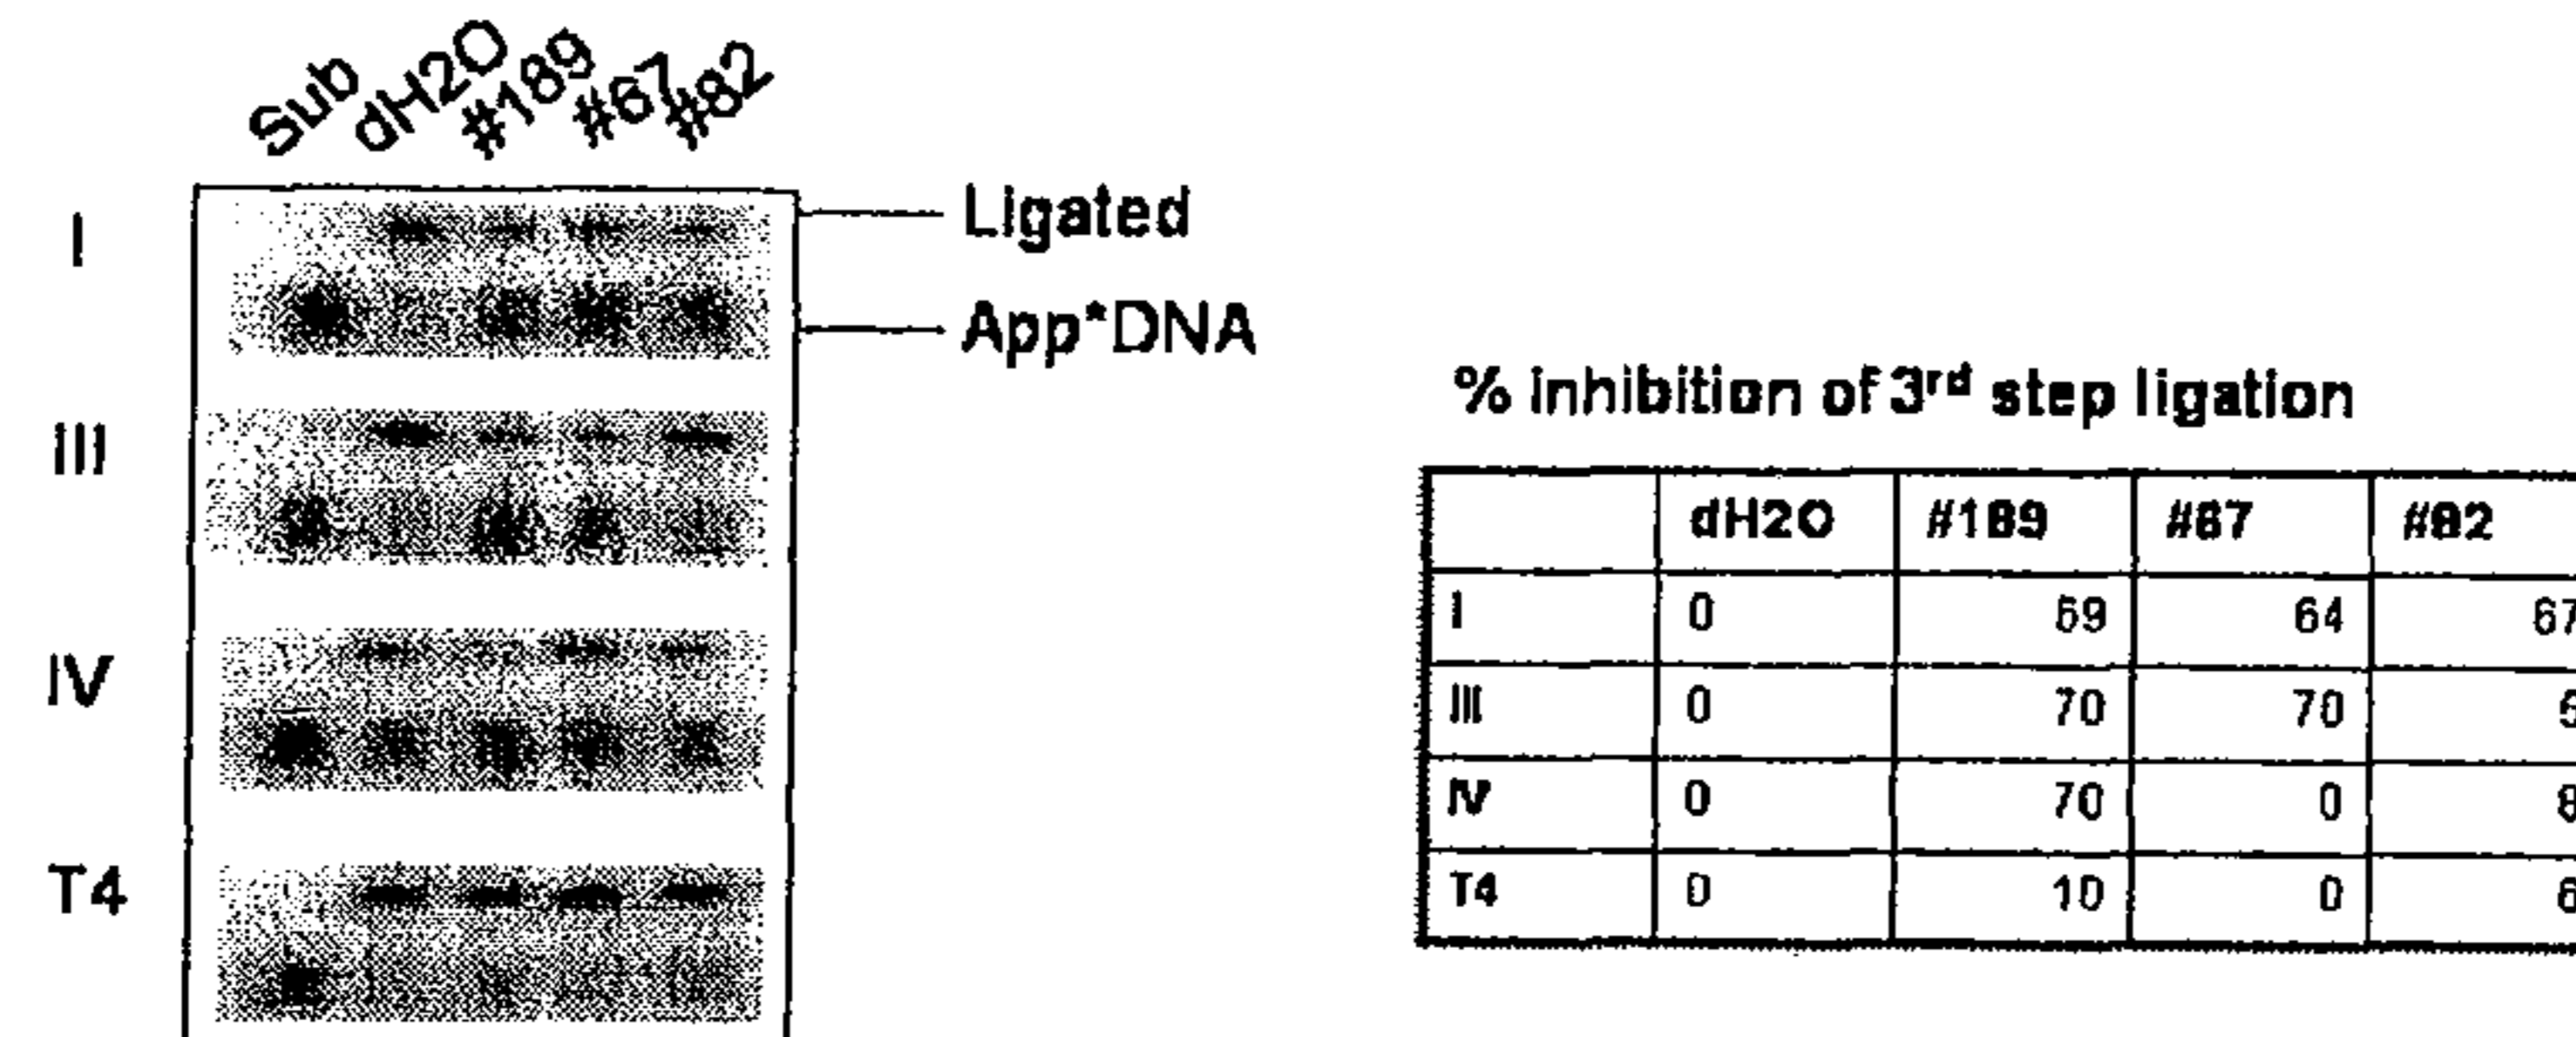 Sub dH2O #189 #67 #82
I
Ligated
App*DNA
III
IV
T4
% inhibition of 3rd step ligation
dH2O #189 #67 #82
I 0 69 64 67
III 0 70 70
IV 0 70 0
T4 0 10 0